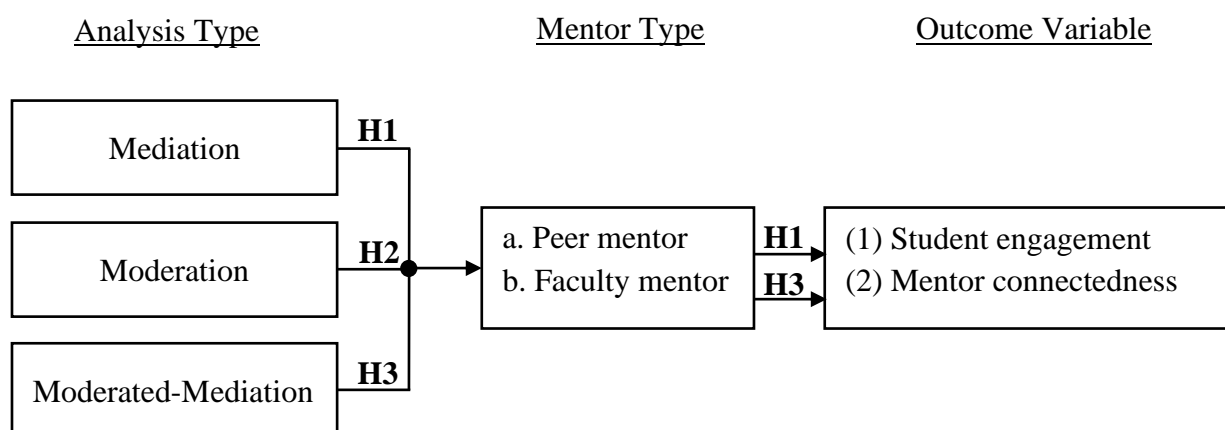 Analysis Type
Mentor Type
Outcome Variable
Mediation
H1
Moderation
H2
Moderated-Mediation
H3
a. Peer mentor
b. Faculty mentor
H1
H3
(1) Student engagement
(2) Mentor connectedness